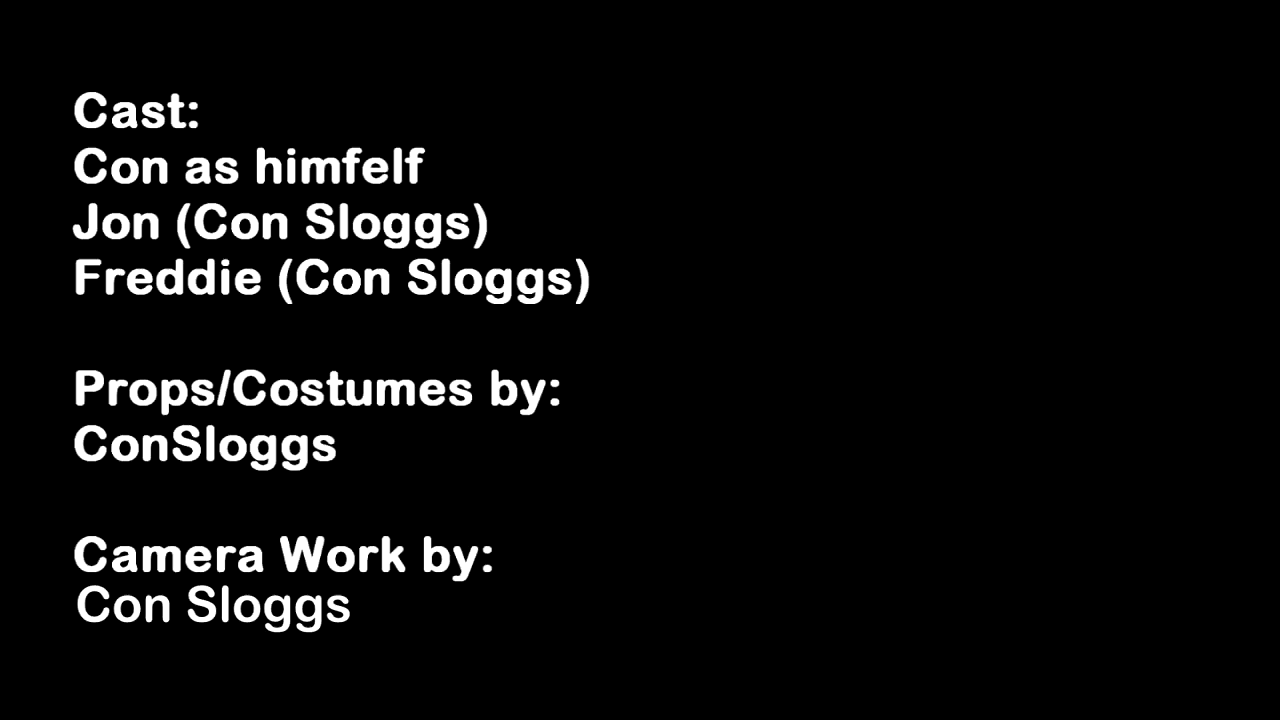 Cast:
Con as himfelf
Jon (Con Sloggs)
Freddie (Con Sloggs)
Props/Costumes by:
ConSloggs
Camera Work by:
Con Sloggs